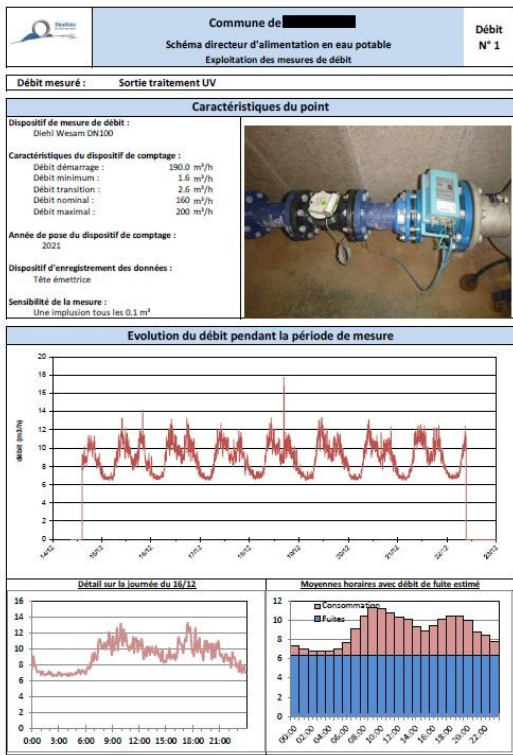 Réalités
Commune de
Schéma directeur d'alimentation en eau potable
Exploitation des mesures de débit
Débit
N° 1
Débit mesuré : Sortie traitement UV
Caractéristiques du point
Dispositif de mesure de débit :
Diehl Wesam DN100
Caractéristiques du dispositif de comptage :
Débit démarrage : 190.0 m³/h
Débit minimum : 1.6 m³/h
Débit transition : 2.6 m³/h
Débit nominal : 160 m³/h
Débit maximal : 200 m³/h
Année de pose du dispositif de comptage :
2021
Dispositif d'enregistrement des données :
Tête émettrice
Sensibilité de la mesure :
Une implusion tous les 0.1 m³
Evolution du débit pendant la période de mesure
débit (m3/h)
20
18
16
14
12
10
8
6
4
2
0
14/12 15/12 16/12 17/12 18/12 19/12 20/12 21/12 22/12 23/12
Détail sur la journée du 16/12
16
14
12
10
8
6
4
2
0
0:00 3:00 6:00 9:00 12:00 15:00 18:00 21:00
Moyennes horaires avec débit de fuite estimé
Consommation
Fuites
12
10
8
6
4
2
0
00:00 02:00 04:00 06:00 08:00 10:00 12:00 14:00 16:00 18:00 20:00 22:00